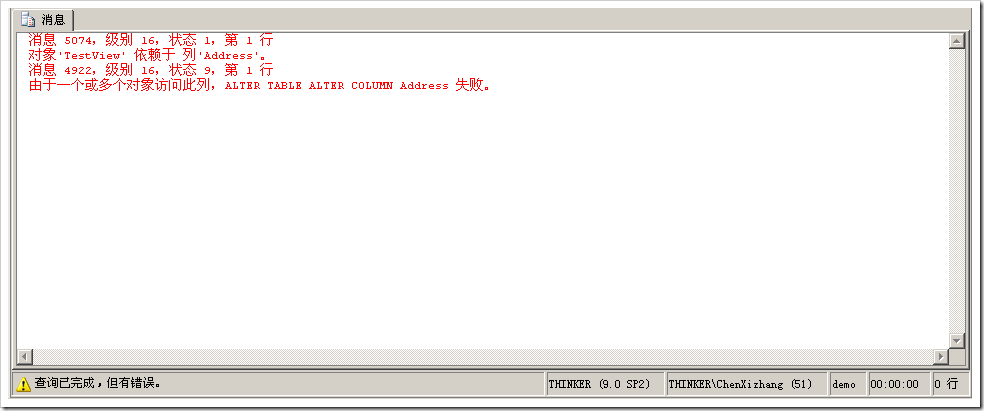 消息
消息 5074，级别 16，状态 1，第 1 行
对象'TestView' 依赖于 列'Address'。
消息 4922，级别 16，状态 9，第 1 行
由于一个或多个对象访问此列，ALTER TABLE ALTER COLUMN Address 失败。
查询已完成，但有错误。 THINKER (9.0 SP2) THINKER\ChenXizhang (51) demo 00:00:00 0 行